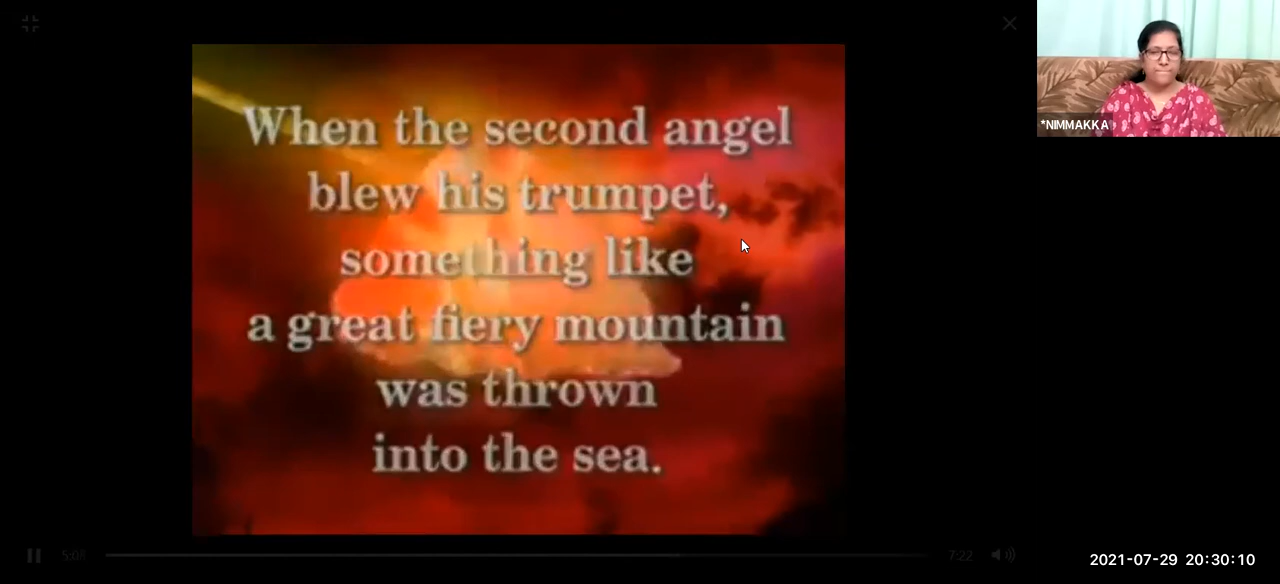 When the second angel
blew his trumpet,
something like
a great fiery mountain
was thrown
into the sea.
*NIMMAKKA
5:08
7:22
2021-07-29 20:30:10